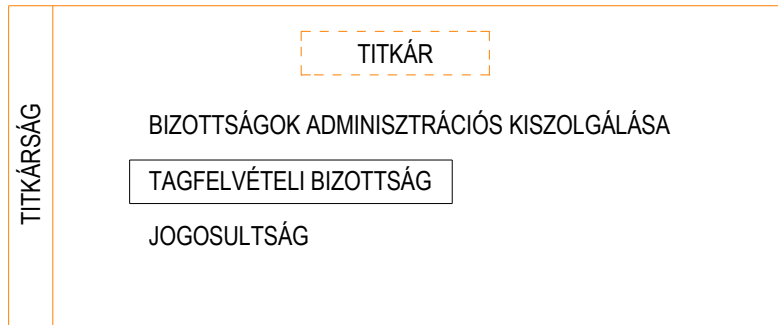 TITKÁRSÁG
TITKÁR
BIZOTTSÁGOK ADMINISZTRÁCIÓS KISZOLGÁLÁSA
TAGFELVÉTELI BIZOTTSÁG
JOGOSULTSÁG